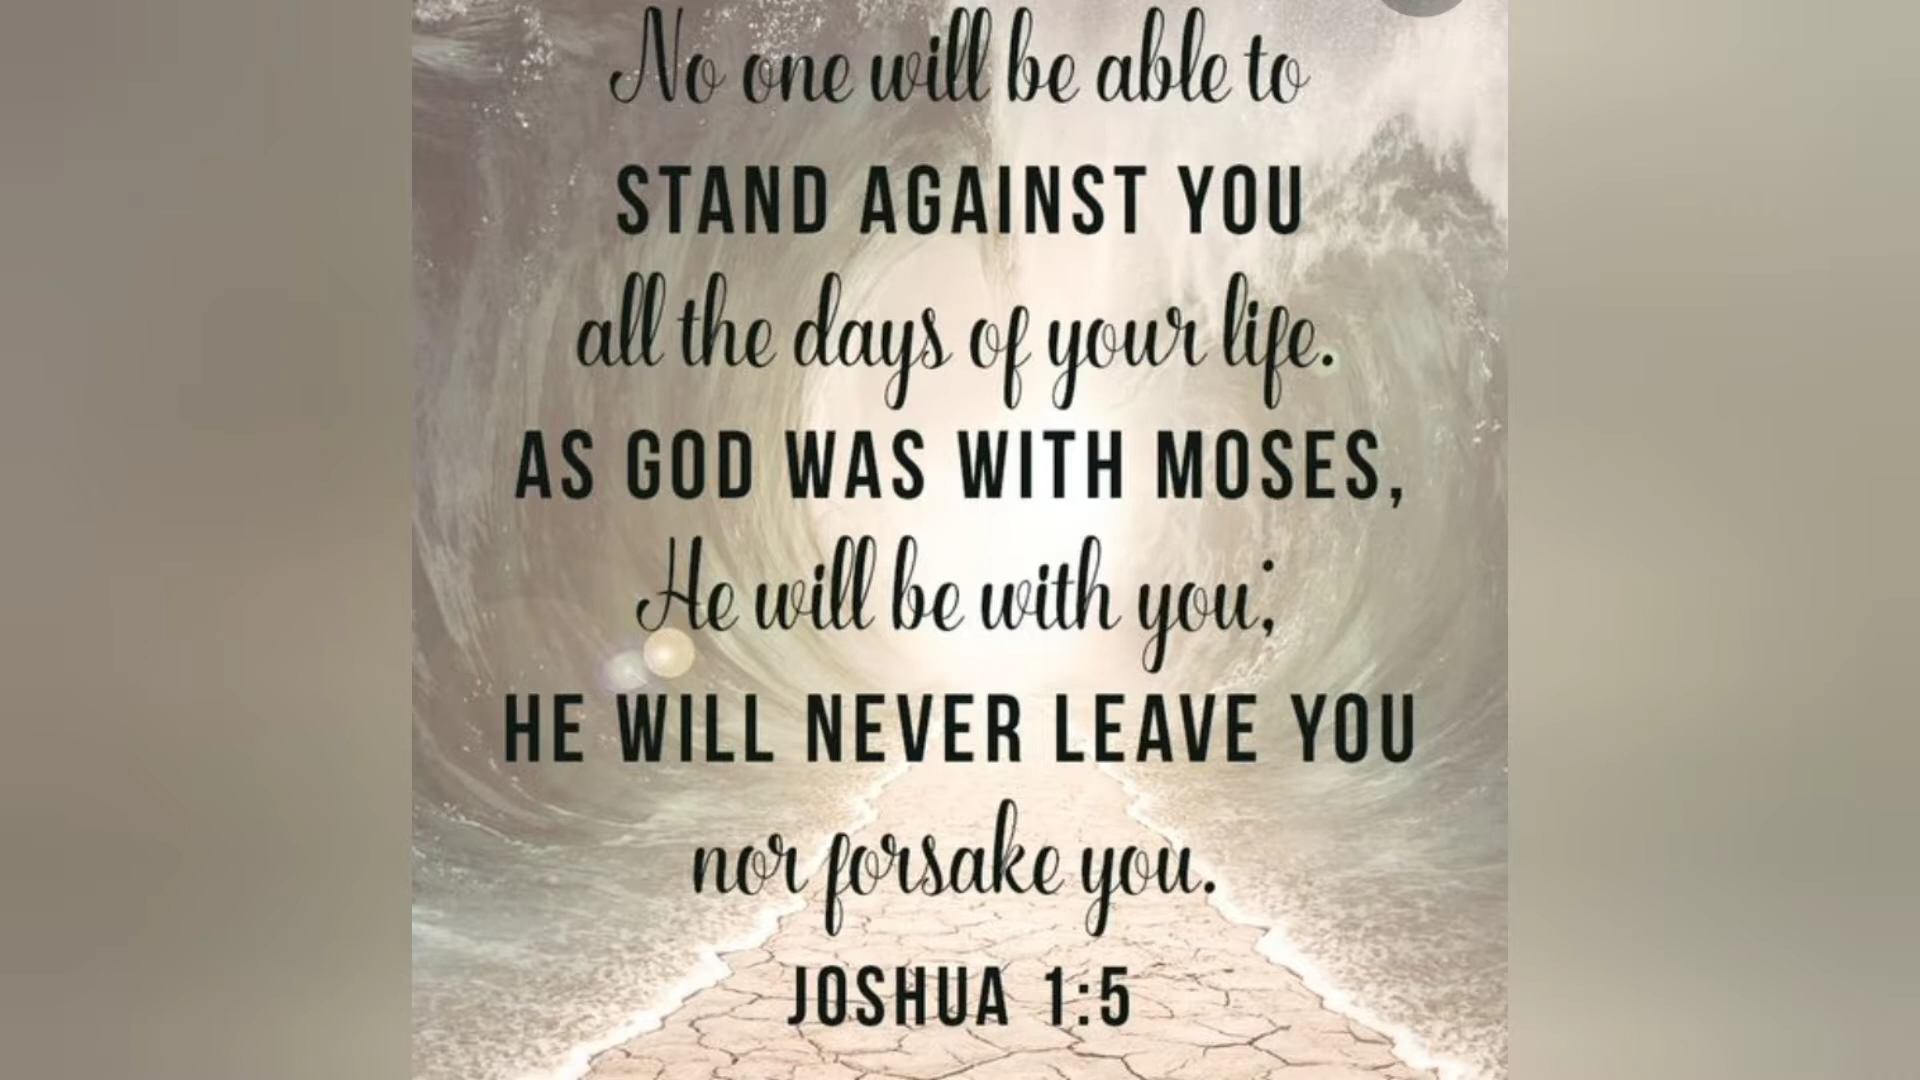 No one will be able to
STAND AGAINST YOU
all the days of your life.
AS GOD WAS WITH MOSES,
He will be with you;
HE WILL NEVER LEAVE YOU
nor forsake you.
JOSHUA 1:5